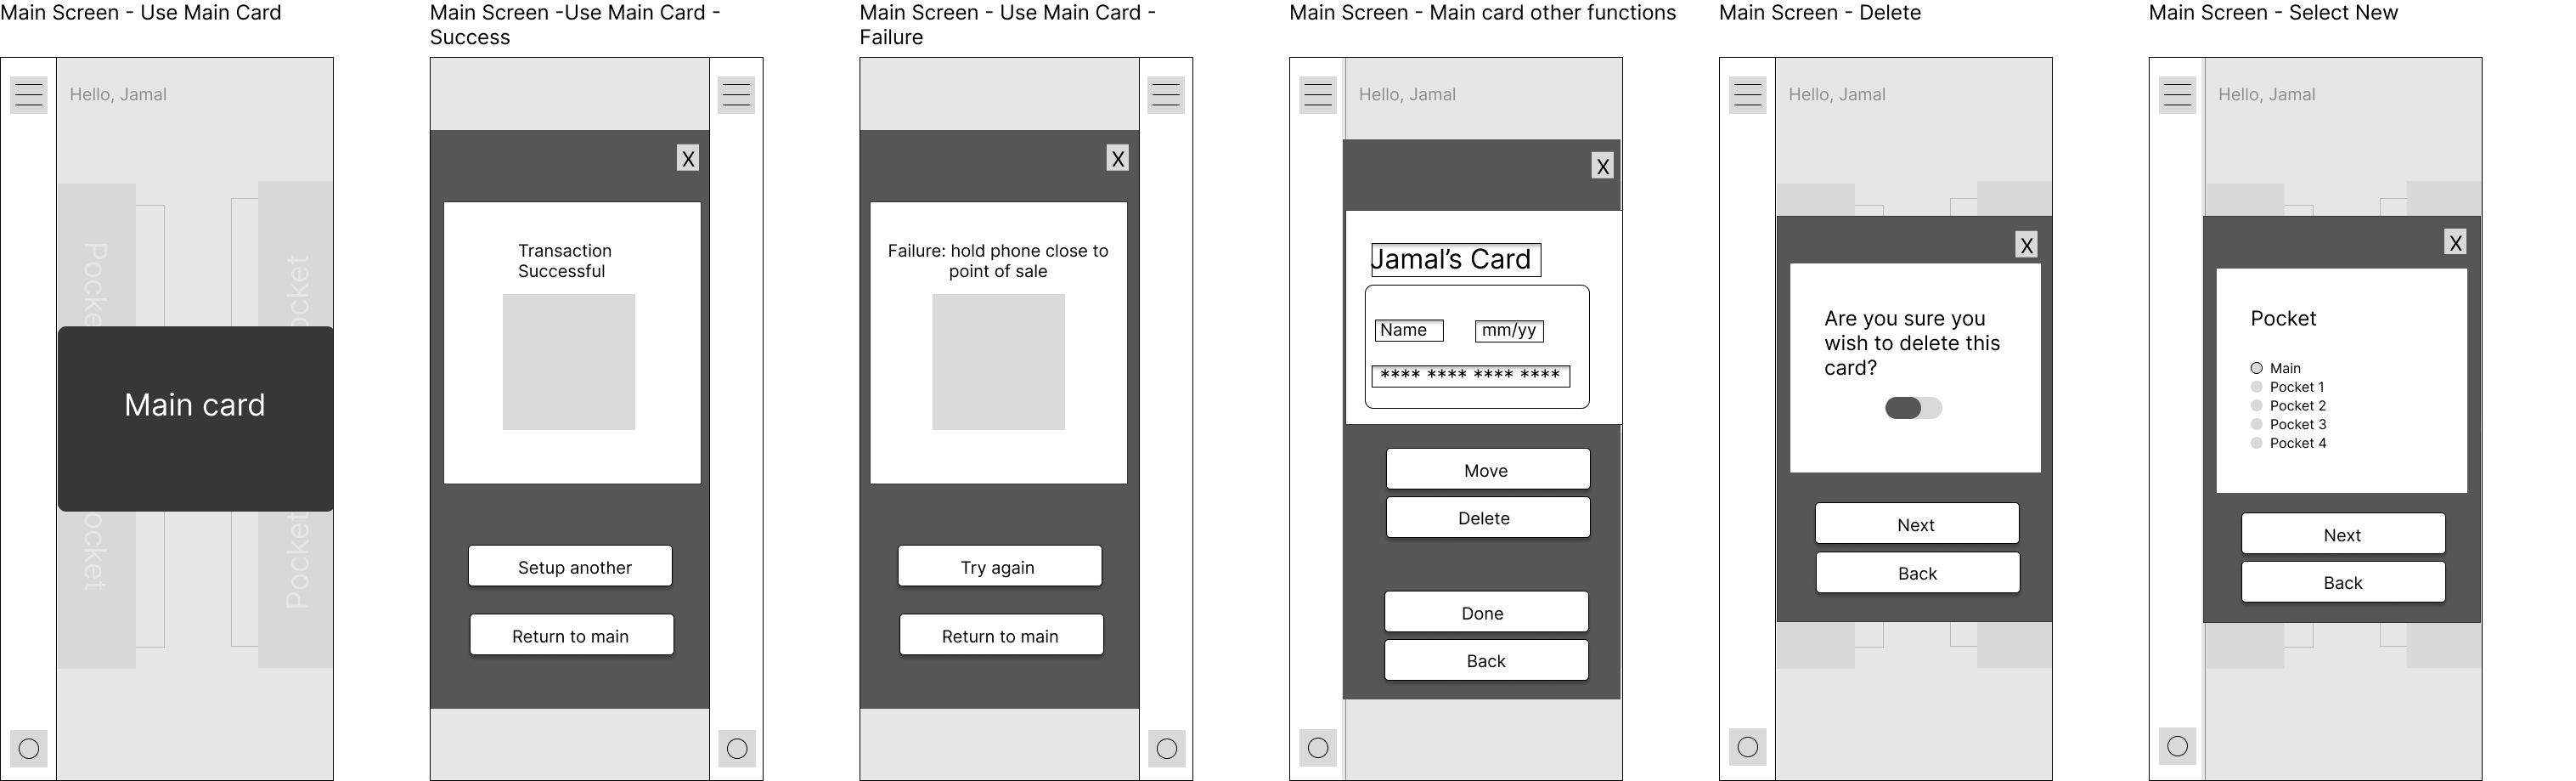 Main Screen - Use Main Card
Hello, Jamal
Pocket
Pocket
Pocket
Pocket
Main card
Main Screen -Use Main Card -
Success
X
Transaction
Successful
Setup another
Return to main
Main Screen - Use Main Card -
Failure
X
Failure: hold phone close to
point of sale
Try again
Return to main
Main Screen - Main card other functions
Hello, Jamal
X
Jamal’s Card
Name mm/yy
**** **** **** ****
Move
Delete
Done
Back
Main Screen - Delete
Hello, Jamal
X
Are you sure you
wish to delete this
card?
Next
Back
Main Screen - Select New
Hello, Jamal
X
Pocket
Main
Pocket 1
Pocket 2
Pocket 3
Pocket 4
Next
Back